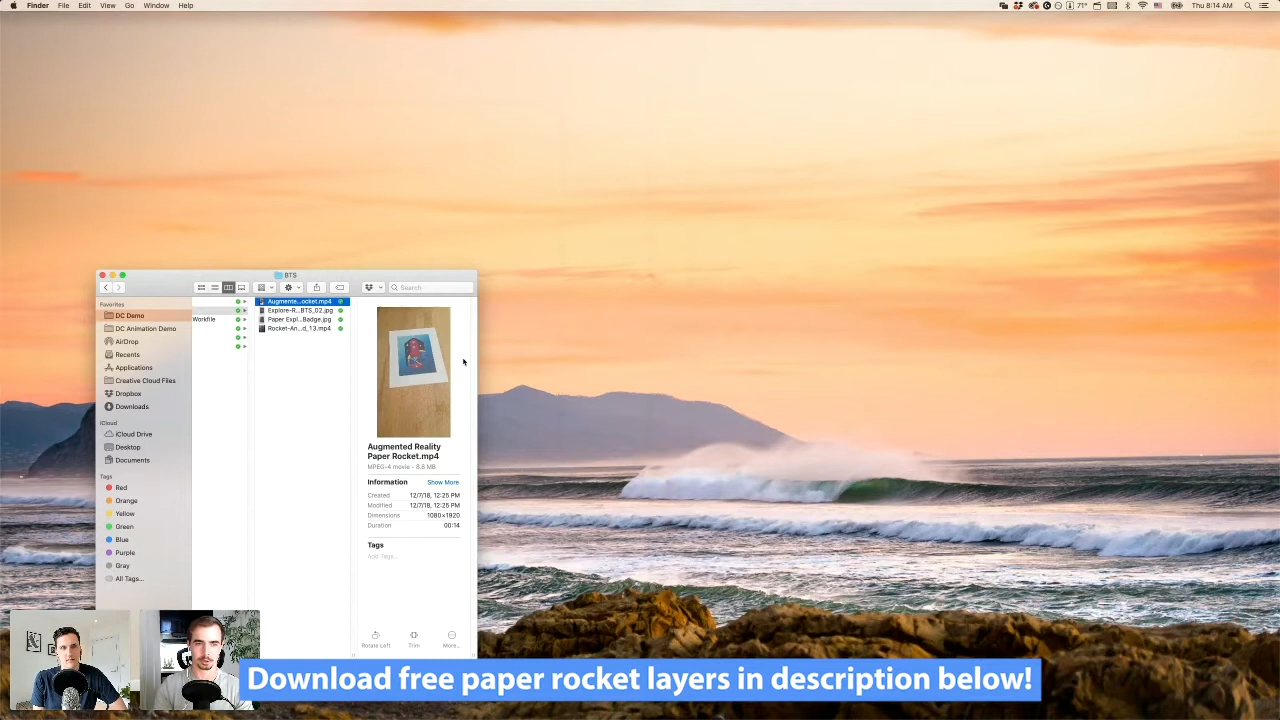 Finder File Edit View Go Window Help
71° Thu 8:14 AM
BTS
Search
Favorites
DC Demo
DC Animation Demo
AirDrop
Recents
Applications
Creative Cloud Files
Dropbox
Downloads
iCloud
iCloud Drive
Desktop
Documents
Tags
Red
Orange
Yellow
Green
Blue
Purple
Gray
All Tags...
Workfile
Augmente...ocket.mp4
Explore-R...BTS_02.jpg
Paper Expl...Badge.jpg
Rocket-An...d_13.mp4
Augmented Reality
Paper Rocket.mp4
MPEG-4 movie - 8.8 MB
Information Show More
Created 12/7/18, 12:25 PM
Modified 12/7/18, 12:25 PM
Dimensions 1080×1920
Duration 00:14
Tags
Add Tags...
Rotate Left Trim More...
Download free paper rocket layers in description below!